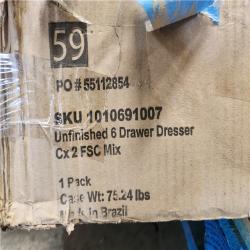 59
PO # 55112854
SKU 1010691007
Unfinished 6 Drawer Dresser
Cx 2 FSC Mix
1 Pack
Case Wt: 75.24 lbs
Made In Brazil